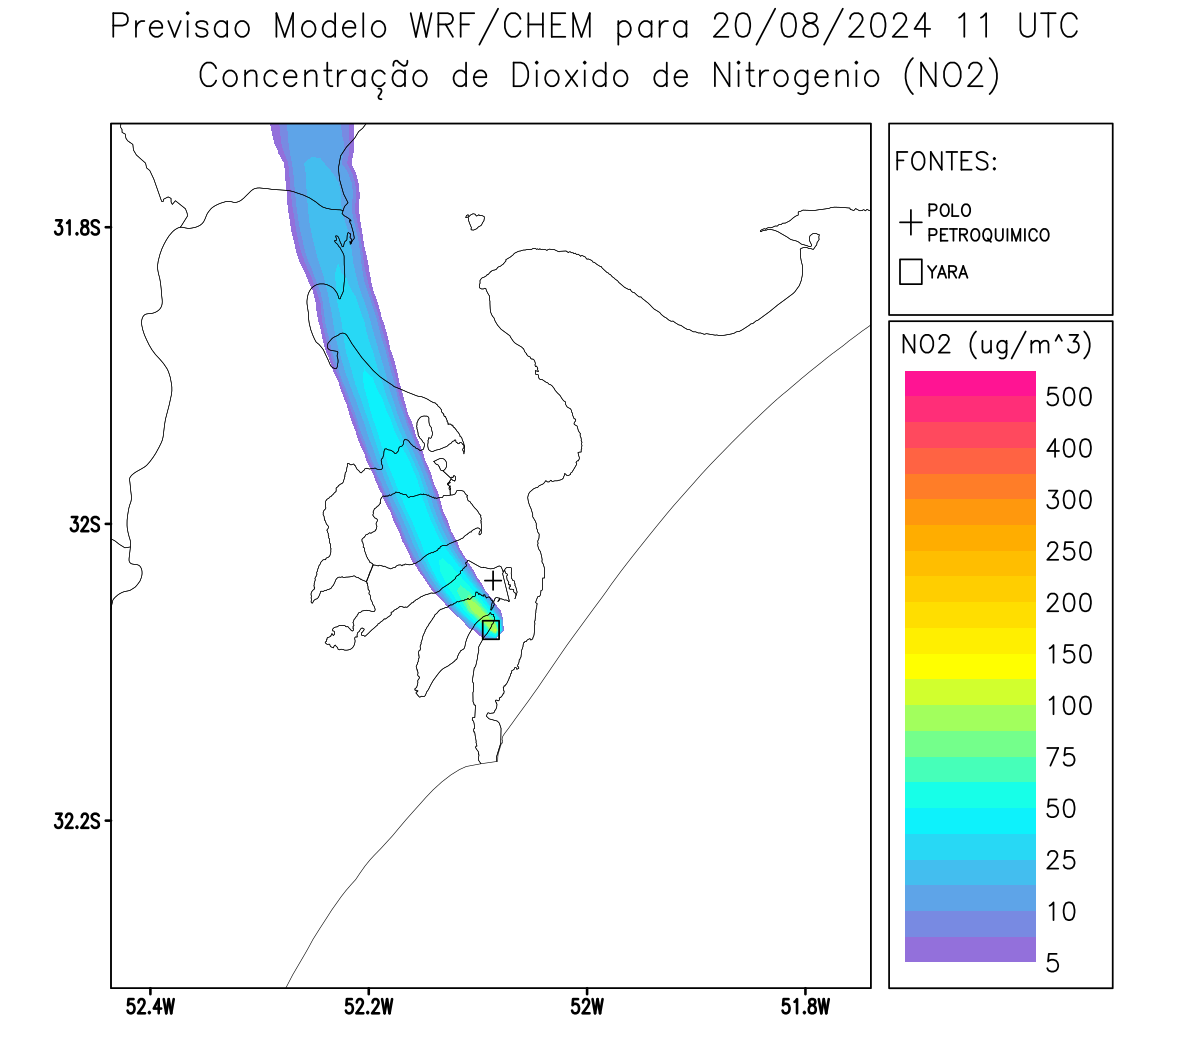 Previsao Modelo WRF/CHEM para 20/08/2024 11 UTC
Concentração de Dioxido de Nitrogenio (NO2)
FONTES:
POLO
PETROQUIMICO
YARA
NO2 (ug/m^3)
500
400
300
250
200
150
100
75
50
25
10
5
31.8S
32S
32.2S
52.4W
52.2W
52W
51.8W